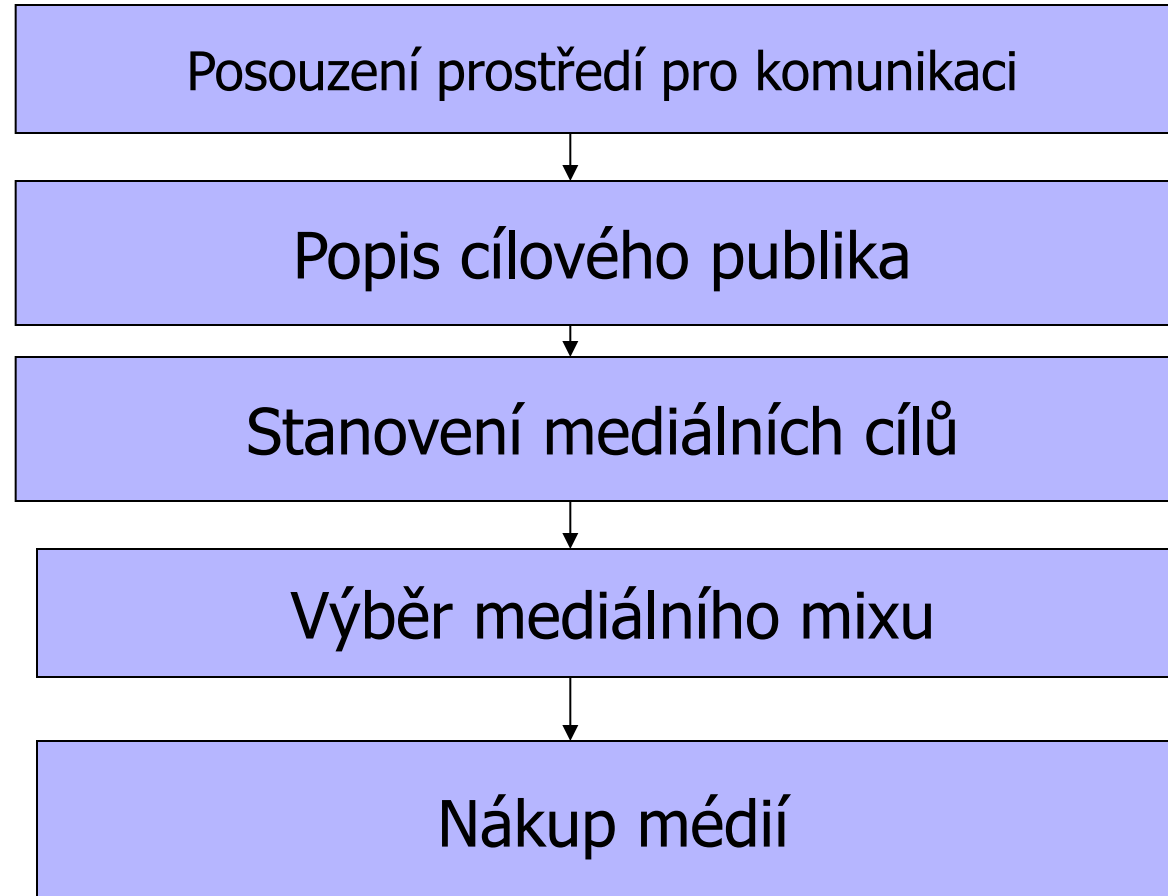 Posouzení prostředí pro komunikaci
Popis cílového publika
Stanovení mediálních cílů
Výběr mediálního mixu
Nákup médií